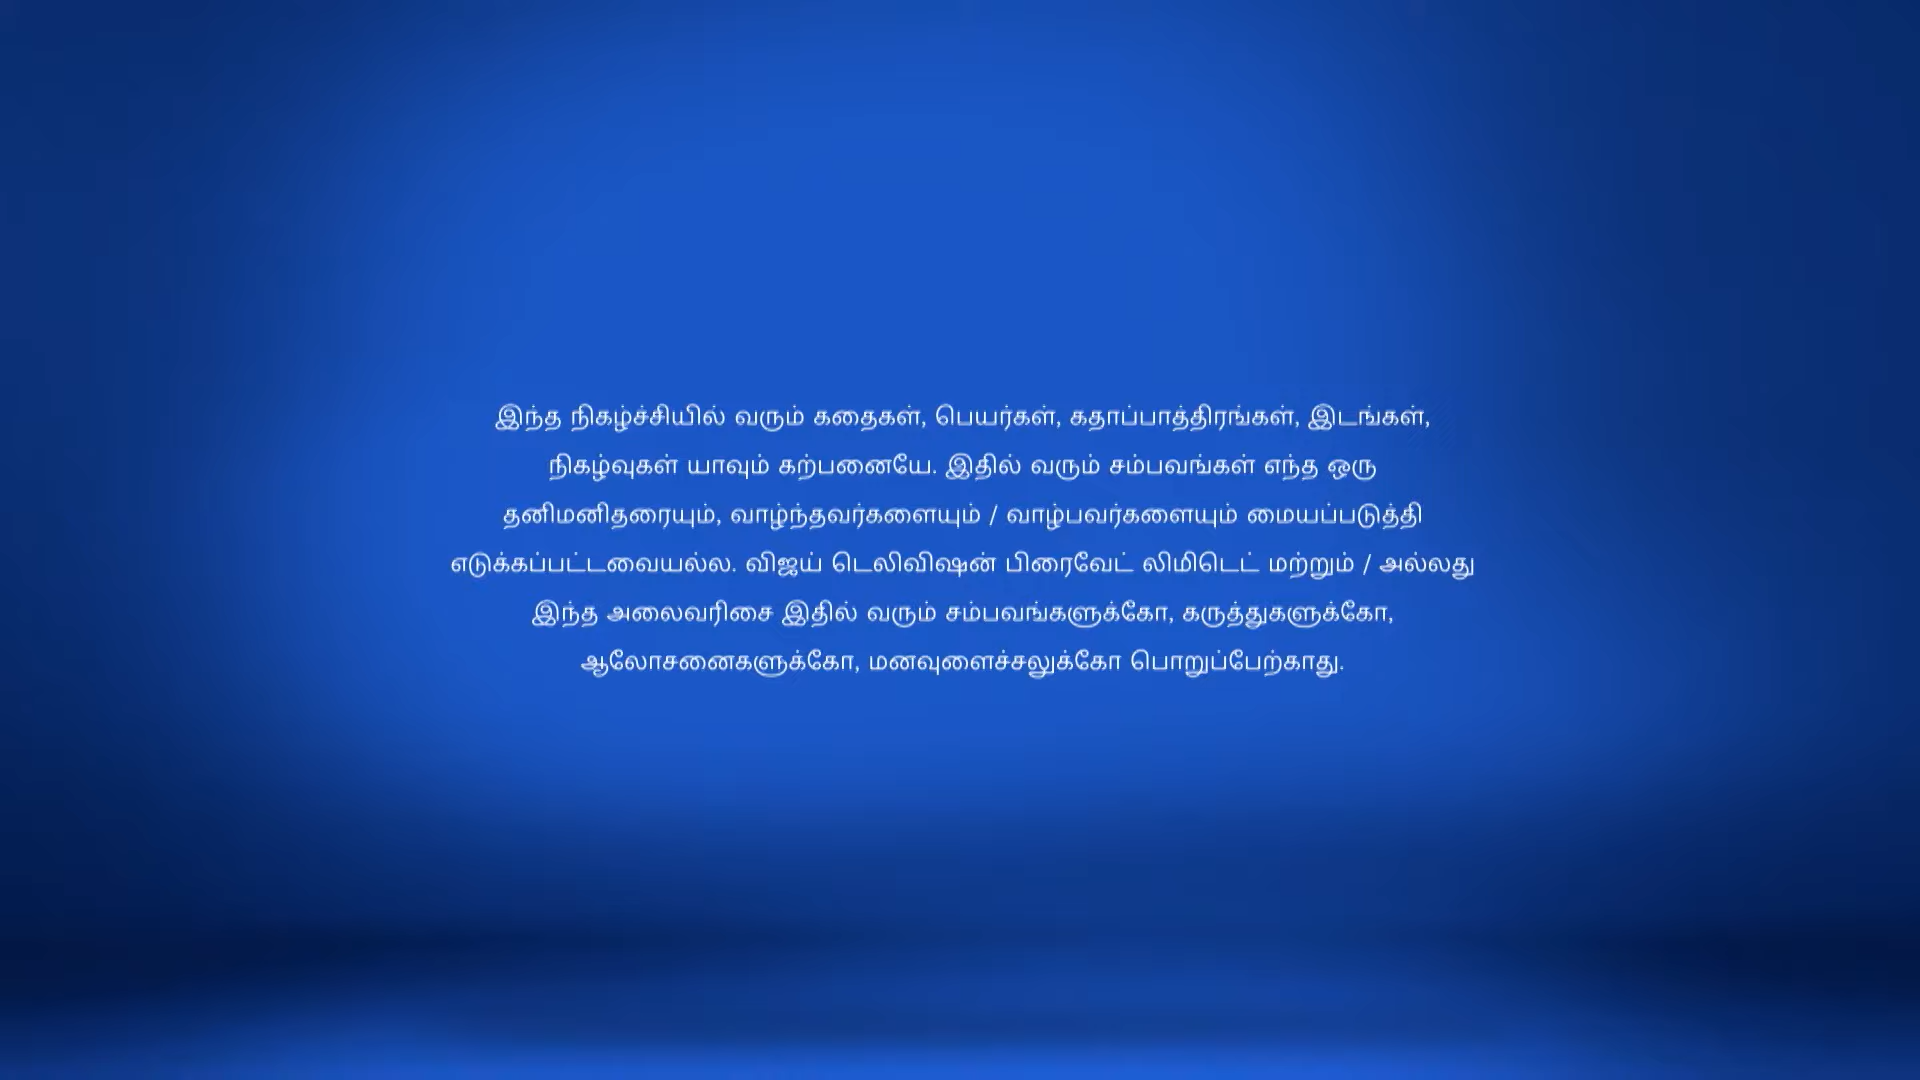 இந்த நிகழ்ச்சியில் வரும் கதைகள், பெயர்கள், கதாப்பாத்திரங்கள், இடங்கள்,
நிகழ்வுகள் யாவும் கற்பனையே. இதில் வரும் சம்பவங்கள் எந்த ஒரு
தனிமனிதரையும், வாழ்ந்தவர்களையும் / வாழ்பவர்களையும் மையப்படுத்தி
எடுக்கப்பட்டவையல்ல. விஜய் டெலிவிஷன் பிரைவேட் லிமிடெட் மற்றும் / அல்லது
இந்த அலைவரிசை இதில் வரும் சம்பவங்களுக்கோ, கருத்துகளுக்கோ,
ஆலோசனைகளுக்கோ, மனவுளைச்சலுக்கோ பொறுப்பேற்காது.